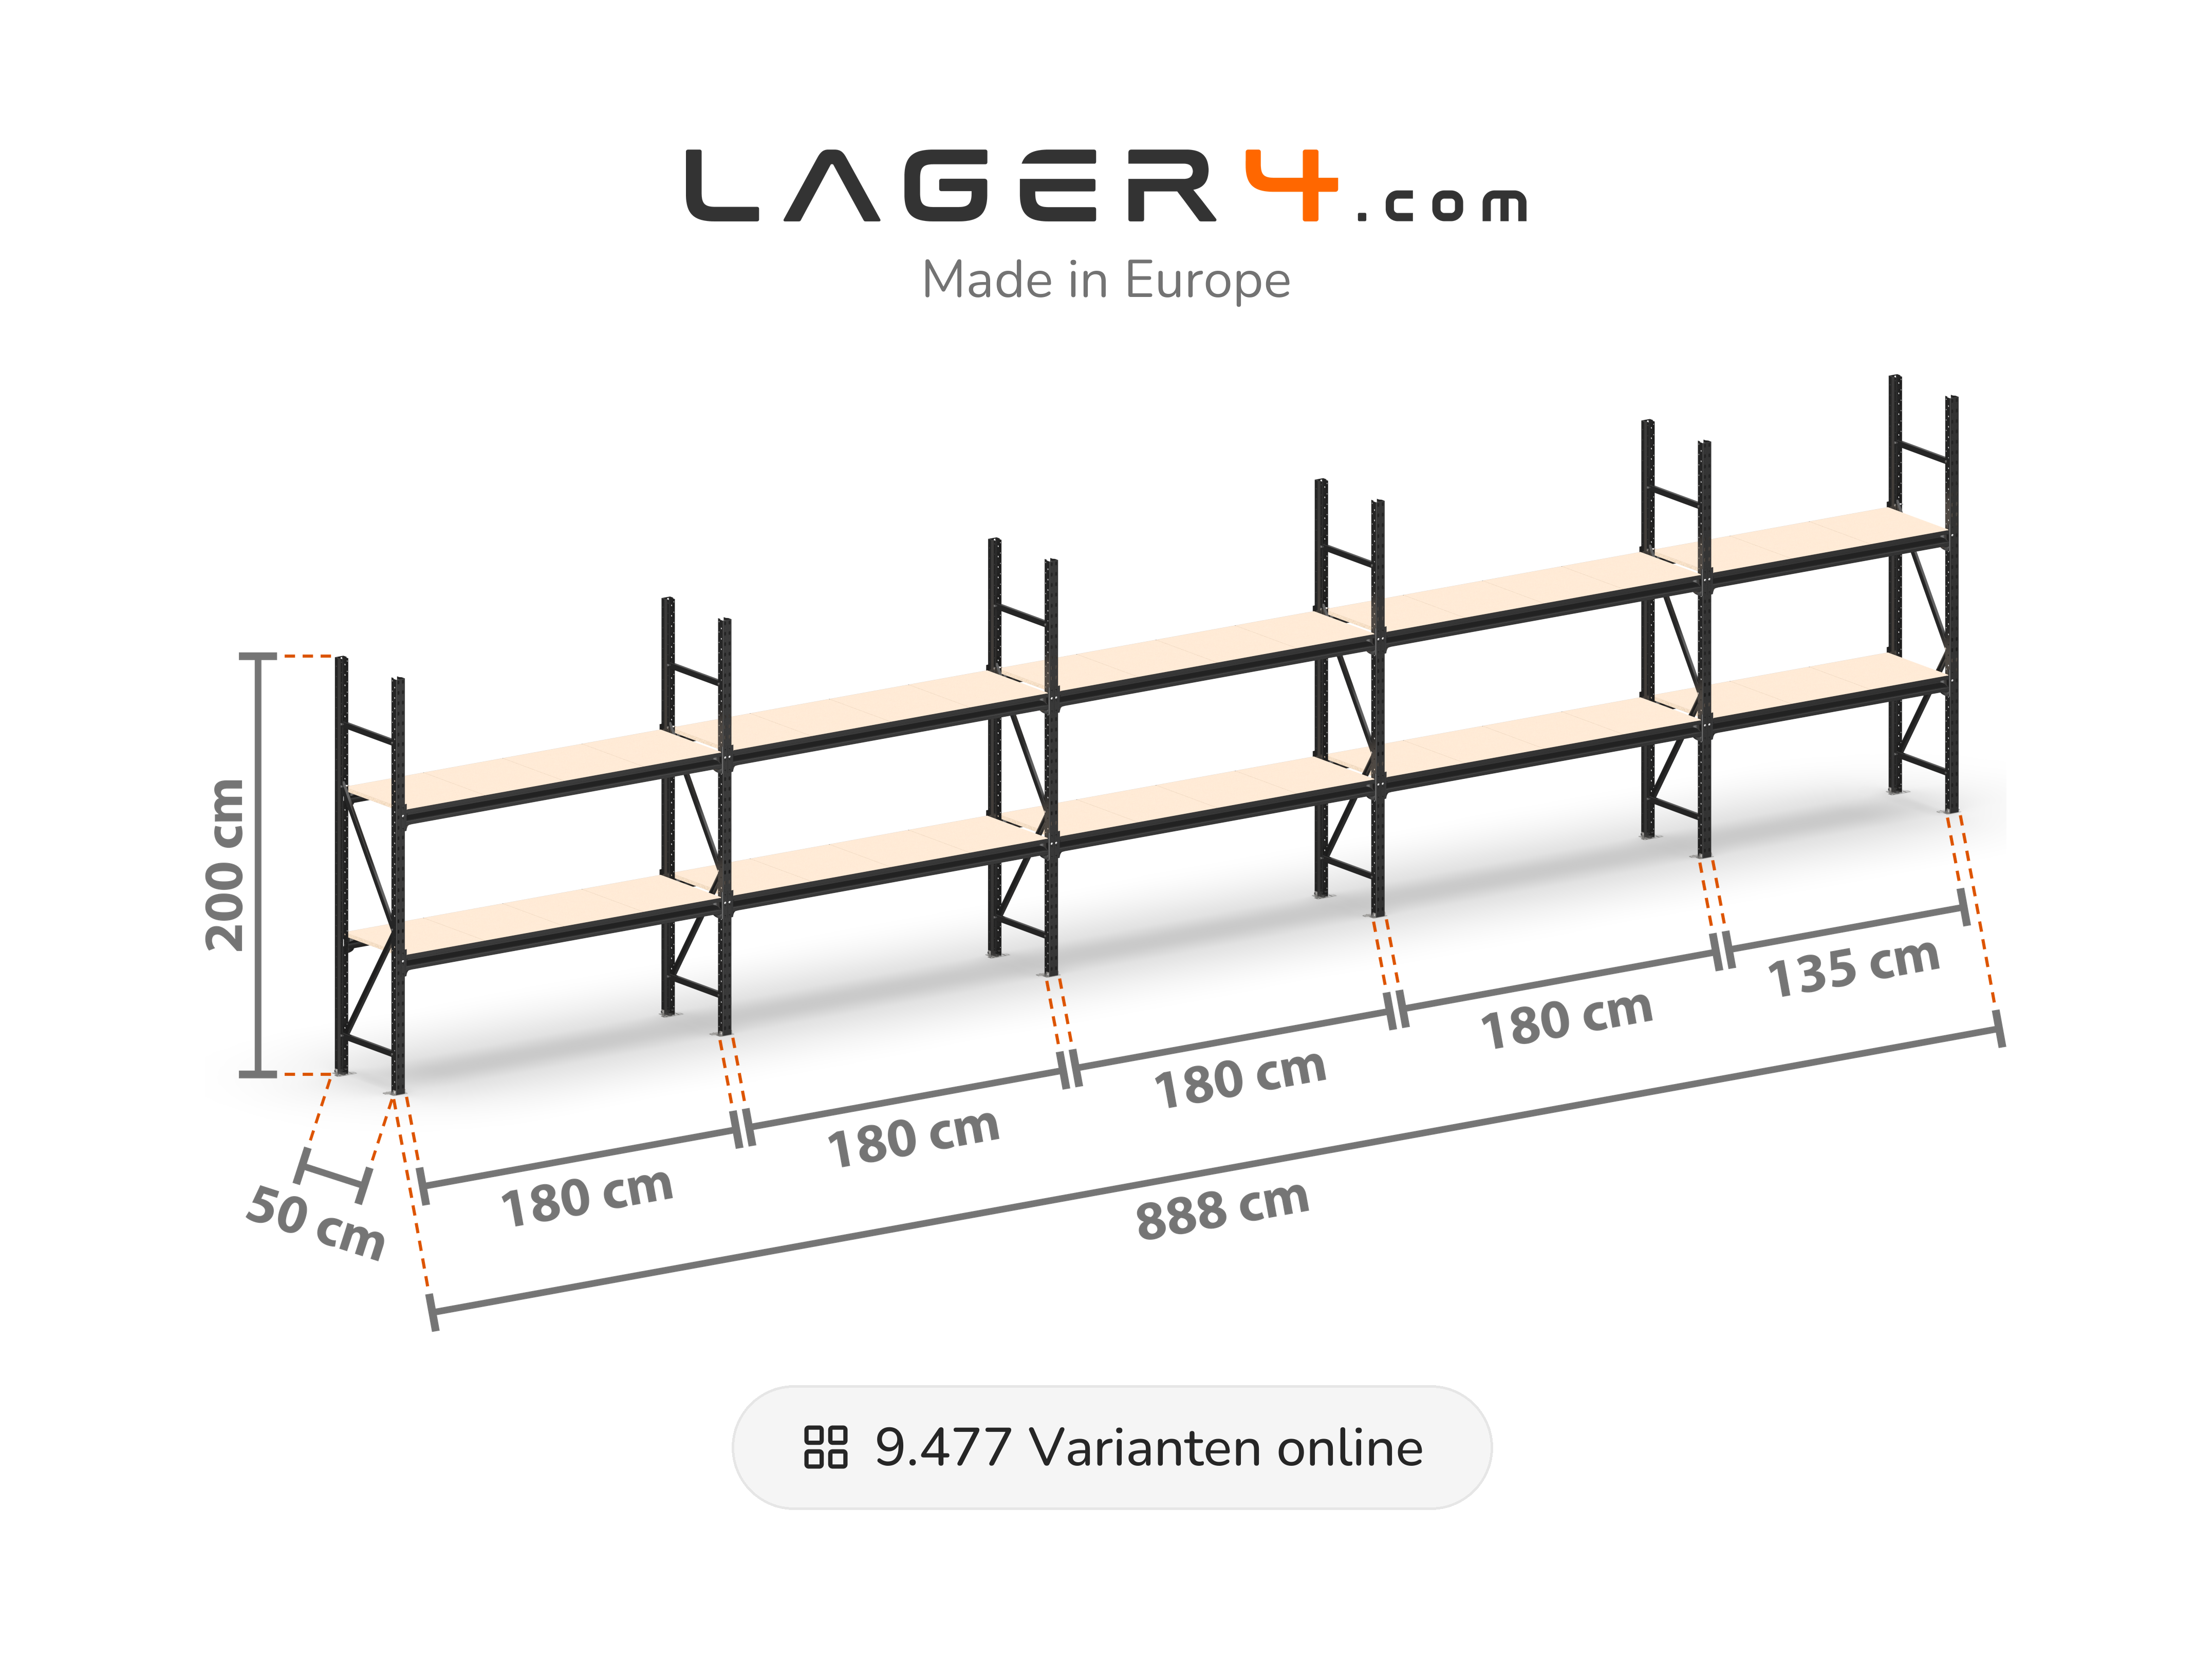 LAGER4.com
Made in Europe
200 cm
50 cm
180 cm
180 cm
180 cm
180 cm
135 cm
888 cm
9.477 Varianten online